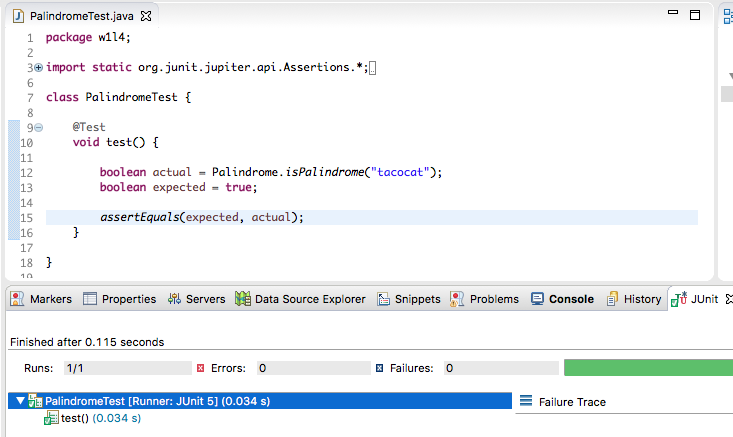 PalindromeTest.java
1 package w1l4;
2
3 import static org.junit.jupiter.api.Assertions.*;
6
7 class PalindromeTest {
8
9 @Test
10 void test() {
11
12 boolean actual = Palindrome.isPalindrome("tacocat");
13 boolean expected = true;
14
15 assertEquals(expected, actual);
16 }
17
18 }
19
Markers Properties Servers Data Source Explorer Snippets Problems Console History JUnit
Finished after 0.115 seconds
Runs: 1/1 Errors: 0 Failures: 0
PalindromeTest [Runner: JUnit 5] (0.034 s) Failure Trace
test() (0.034 s)